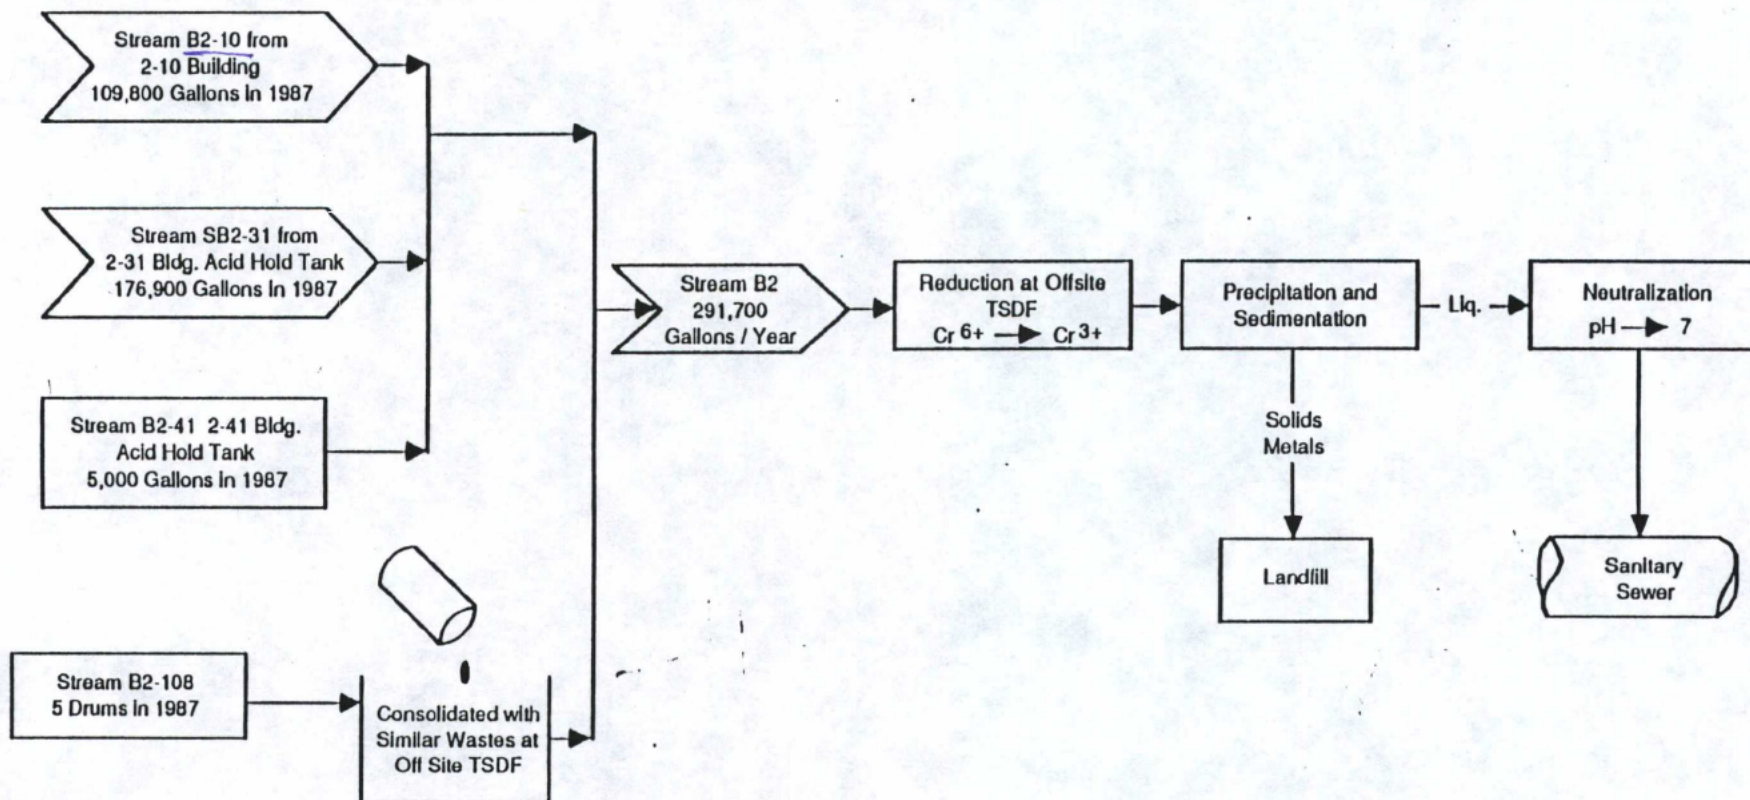 Stream B2-10 from
2-10 Building
109,800 Gallons In 1987
Stream SB2-31 from
2-31 Bldg. Acid Hold Tank
176,900 Gallons In 1987
Stream B2-41 2-41 Bldg.
Acid Hold Tank
5,000 Gallons In 1987
Stream B2-108
5 Drums In 1987
Consolidated with
Similar Wastes at
Off Site TSDF
Stream B2
291,700
Gallons / Year
Reduction at Offsite
TSDF
Cr 6+ → Cr 3+
Precipitation and
Sedimentation
Liq.
Neutralization
pH → 7
Solids
Metals
Landfill
Sanitary
Sewer